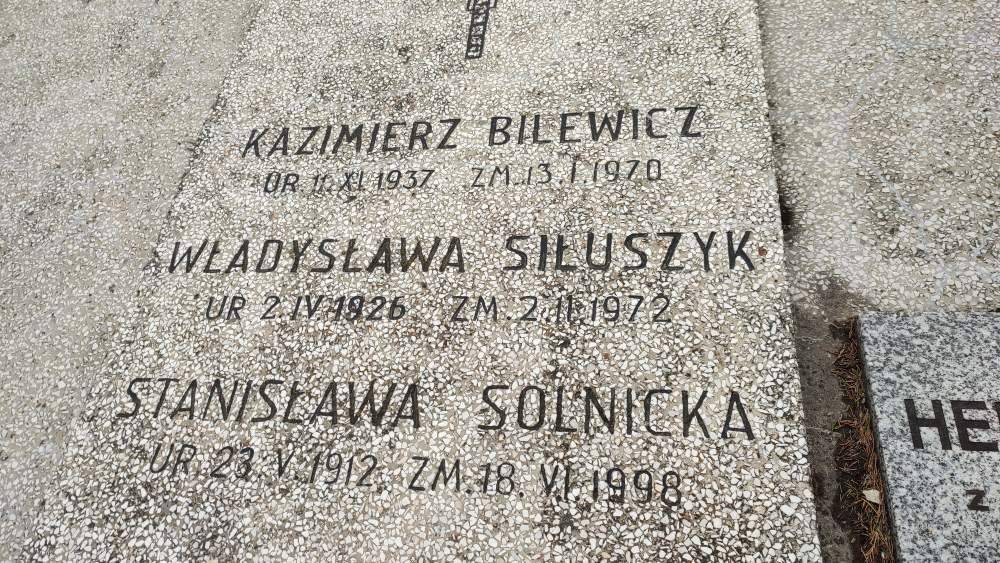 KAZIMIERZ BILEWICZ
UR 11.XI.1937 ZM.13.I.1970
WŁADYSŁAWA SIŁUSZYK
UR 2.IV 1926 ZM.2.II.1972
STANISŁAWA SOLNICKA
UR 23.V.1912. ZM.18.VI.1998